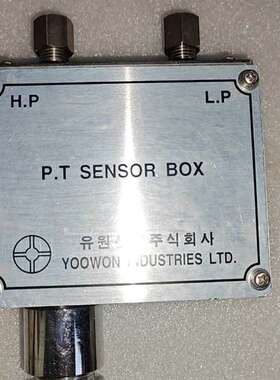 H.P L.P
P.T SENSOR BOX
주식회사
YOOWON INDUSTRIES LTD.